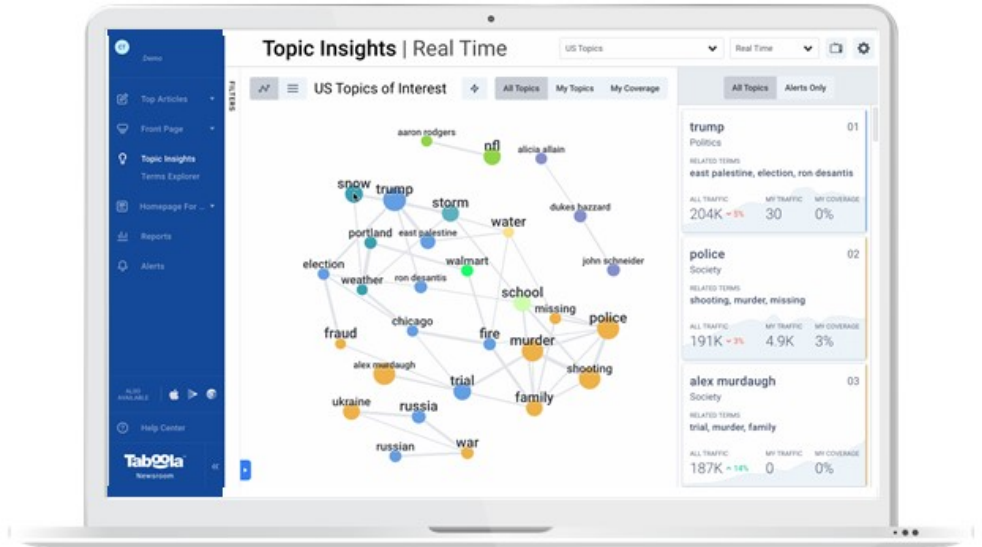 CT
Demo
Top Articles
Front Page
Topic Insights
Terms Explorer
Homepage For ...
Reports
Alerts
ALSO AVAILABLE
Help Center
Taboola
Newsroom
FILTERS
Topic Insights | Real Time
US Topics
Real Time
US Topics of Interest
All Topics
My Topics
My Coverage
aaron rodgers
nfl
alicia allain
snow
trump
storm
dukes hazzard
water
portland
east palestine
election
walmart
john schneider
weather
ron desantis
school
missing
chicago
police
fraud
fire
murder
alex murdaugh
shooting
trial
family
ukraine
russia
russian
war
All Topics
Alerts Only
trump 01
Politics
RELATED TERMS
east palestine, election, ron desantis
ALL TRAFFIC MY TRAFFIC MY COVERAGE
204K 5% 30 0%
police 02
Society
RELATED TERMS
shooting, murder, missing
ALL TRAFFIC MY TRAFFIC MY COVERAGE
191K 3% 4.9K 3%
alex murdaugh 03
Society
RELATED TERMS
trial, murder, family
ALL TRAFFIC MY TRAFFIC MY COVERAGE
187K 14% 0 0%